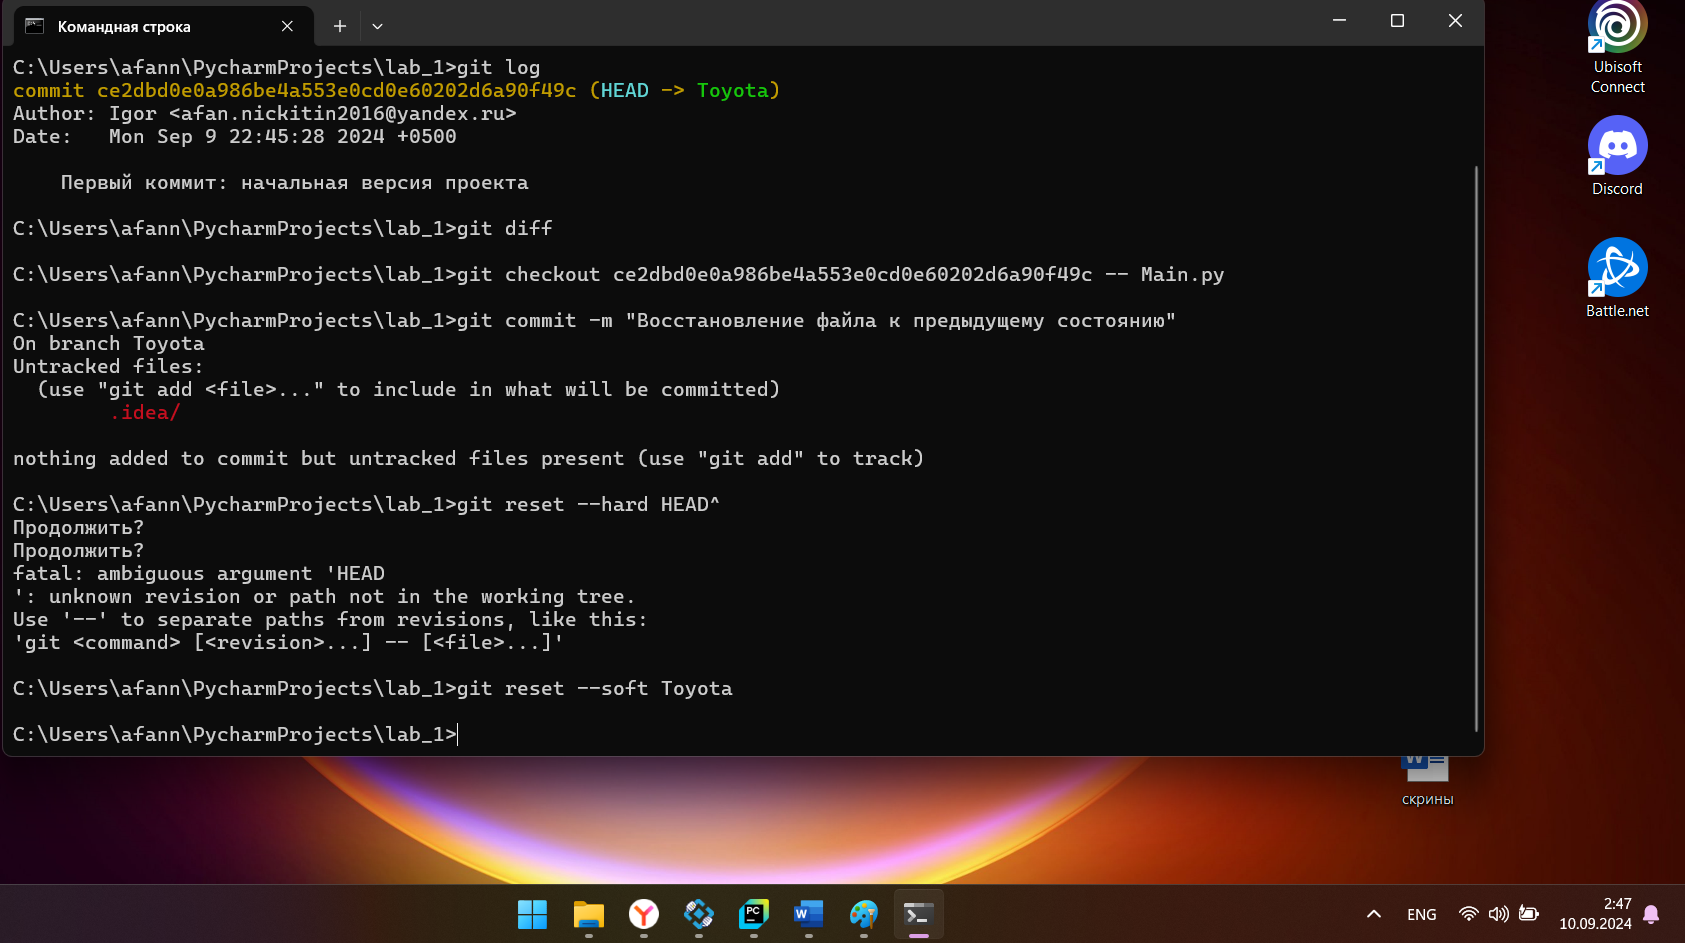 Командная строка
C:\Users\afann\PycharmProjects\lab_1>git log
commit ce2dbd0e0a986be4a553e0cd0e60202d6a90f49c (HEAD -> Toyota)
Author: Igor <afan.nickitin2016@yandex.ru>
Date:   Mon Sep 9 22:45:28 2024 +0500
    Первый коммит: начальная версия проекта
C:\Users\afann\PycharmProjects\lab_1>git diff
C:\Users\afann\PycharmProjects\lab_1>git checkout ce2dbd0e0a986be4a553e0cd0e60202d6a90f49c -- Main.py
C:\Users\afann\PycharmProjects\lab_1>git commit -m "Восстановление файла к предыдущему состоянию"
On branch Toyota
Untracked files:
  (use "git add <file>..." to include in what will be committed)
        .idea/
nothing added to commit but untracked files present (use "git add" to track)
C:\Users\afann\PycharmProjects\lab_1>git reset --hard HEAD^
Продолжить?
Продолжить?
fatal: ambiguous argument 'HEAD
': unknown revision or path not in the working tree.
Use '--' to separate paths from revisions, like this:
'git <command> [<revision>...] -- [<file>...]'
C:\Users\afann\PycharmProjects\lab_1>git reset --soft Toyota
C:\Users\afann\PycharmProjects\lab_1>
Ubisoft
Connect
Discord
Battle.net
W
скрины
PC
W
ENG
2:47
10.09.2024